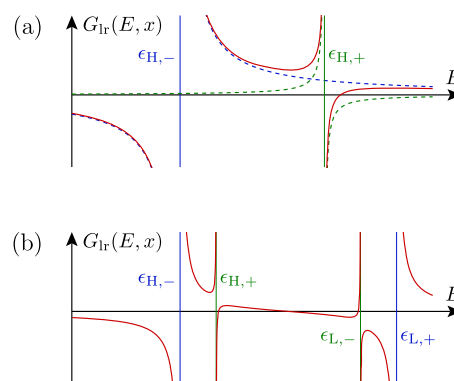 (a)
G_lr(E, x)
ϵ_H,−
ϵ_H,+
E
(b)
G_lr(E, x)
ϵ_H,−
ϵ_H,+
E
ϵ_L,−
ϵ_L,+